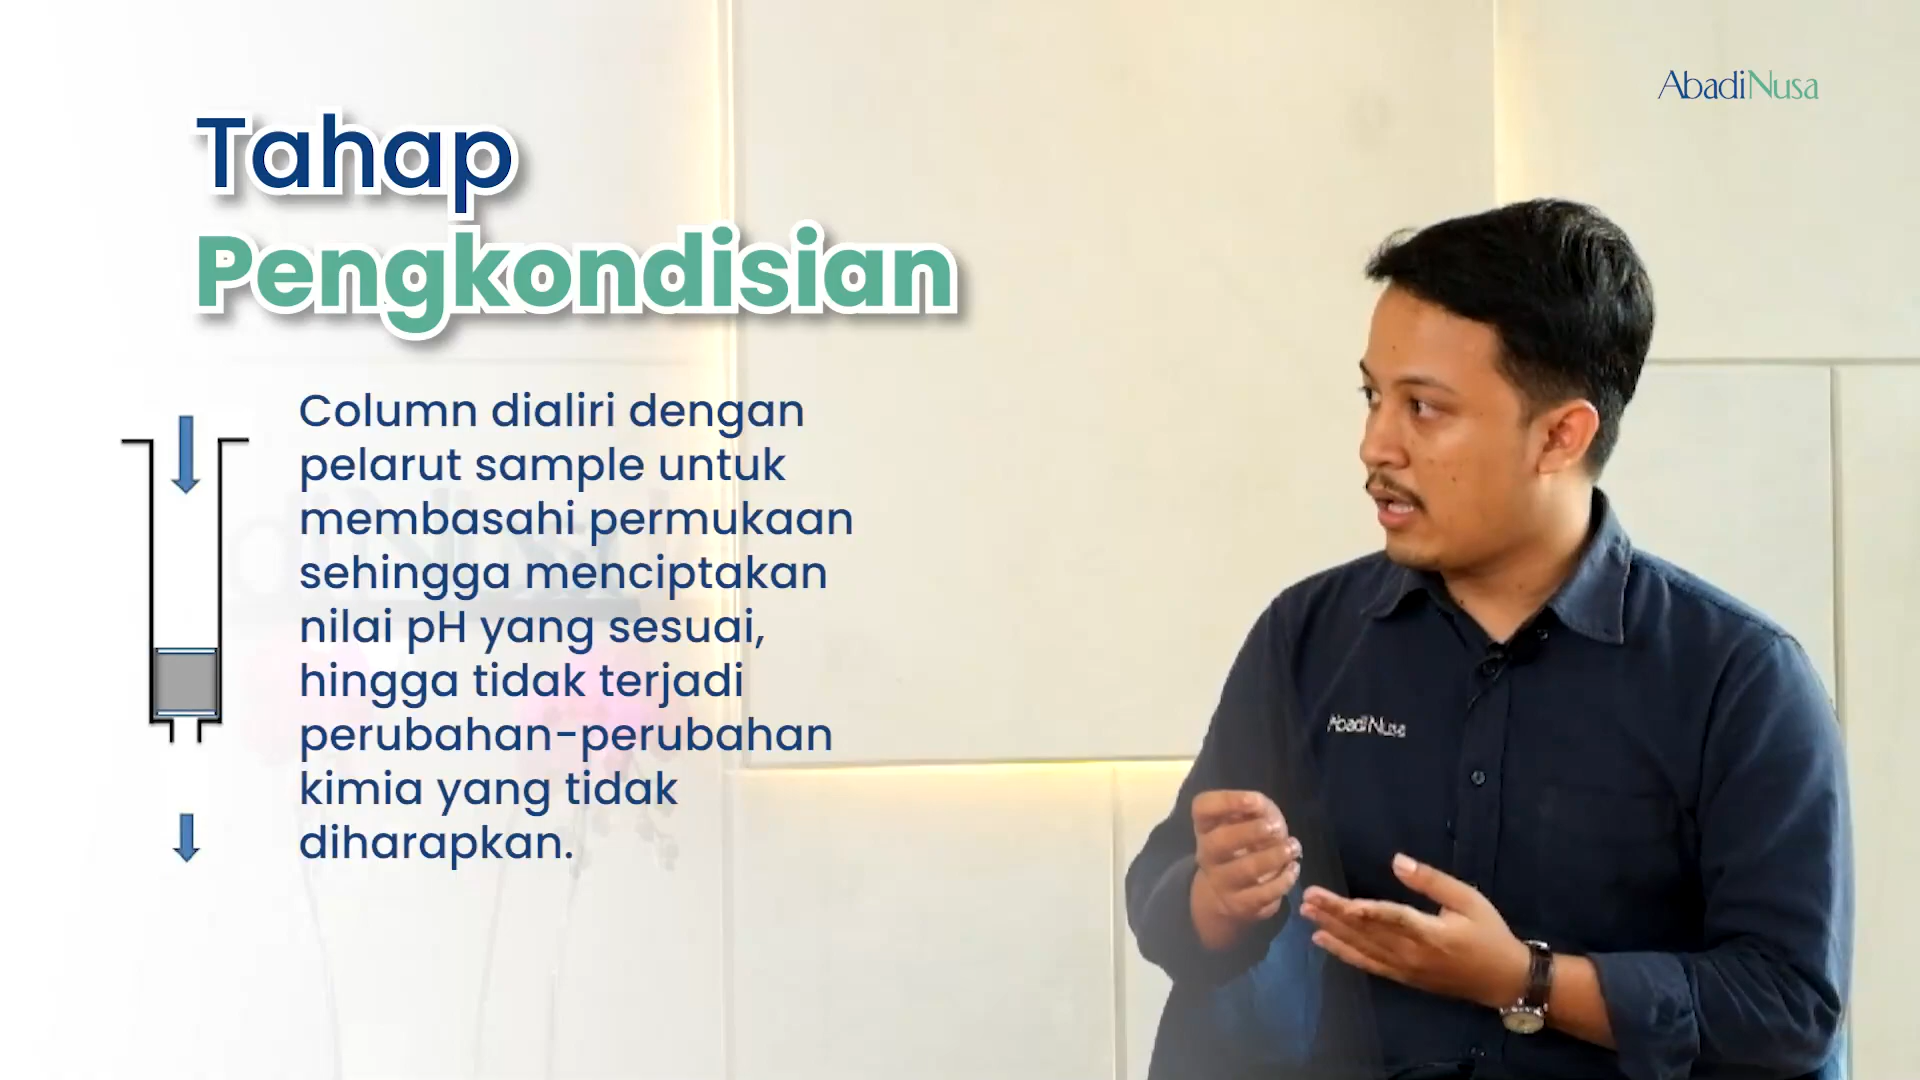 AbadiNusa
Tahap
Pengkondisian
Column dialiri dengan
pelarut sample untuk
membasahi permukaan
sehingga menciptakan
nilai pH yang sesuai,
hingga tidak terjadi
perubahan-perubahan
kimia yang tidak
diharapkan.
AbadiNusa